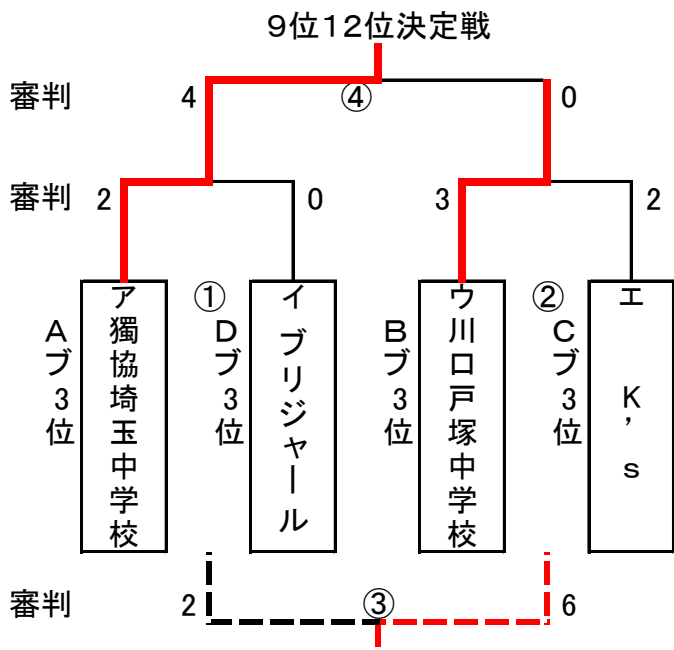 9位12位決定戦
審判 4 ④ 0
審判 2 0 3 2
① ②
Aブ3位
ア 獨協埼玉中学校
Dブ3位
イ ブリジャール
Bブ3位
ウ 川口戸塚中学校
Cブ3位
エ K’s
審判 2 ③ 6